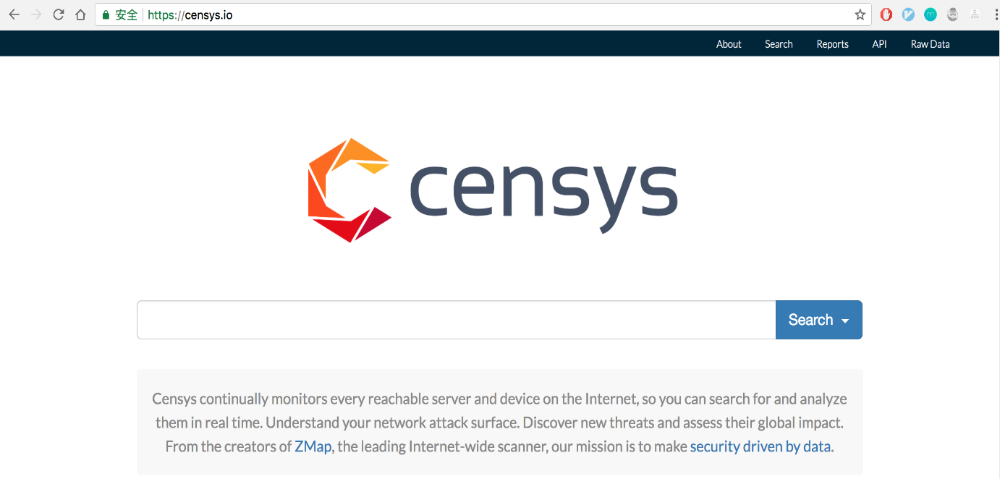 安全 https://censys.io
About Search Reports API Raw Data
censys
Search
Censys continually monitors every reachable server and device on the Internet, so you can search for and analyze
them in real time. Understand your network attack surface. Discover new threats and assess their global impact.
From the creators of ZMap, the leading Internet-wide scanner, our mission is to make security driven by data.